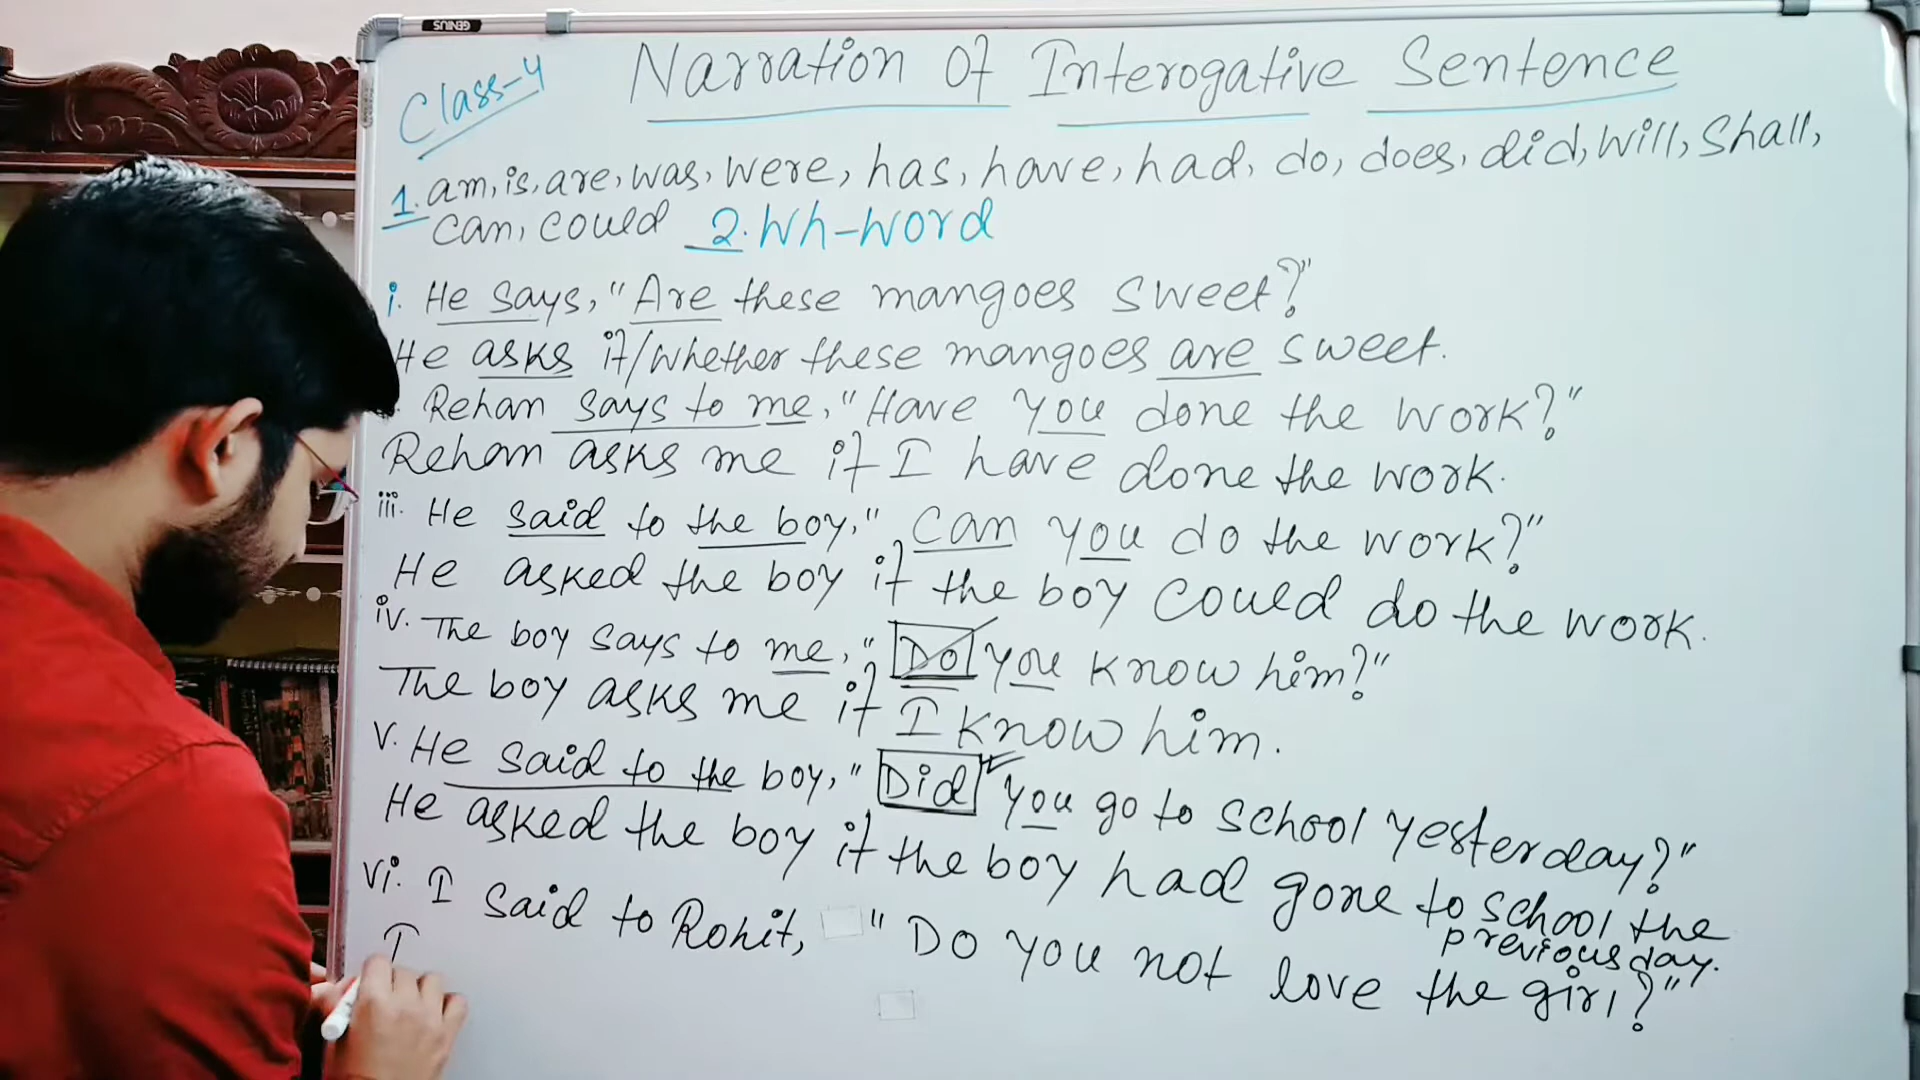 GENIUS
Class-4
Narration of Interogative Sentence
1. am, is, are, was, were, has, have, had, do, does, did, will, shall,
can, could 2. Wh-word
i. He says, "Are these mangoes sweet?"
He asks if/whether these mangoes are sweet.
Rehan says to me, "Have you done the work?"
Rehan asks me if I have done the work.
iii. He said to the boy, "Can you do the work?"
He asked the boy if the boy could do the work.
iv. The boy says to me, "Do you know him?"
The boy asks me if I know him.
v. He said to the boy, "Did you go to school yesterday?"
He asked the boy if the boy had gone to school the
previous day.
vi. I said to Rohit, "Do you not love the girl?"
I